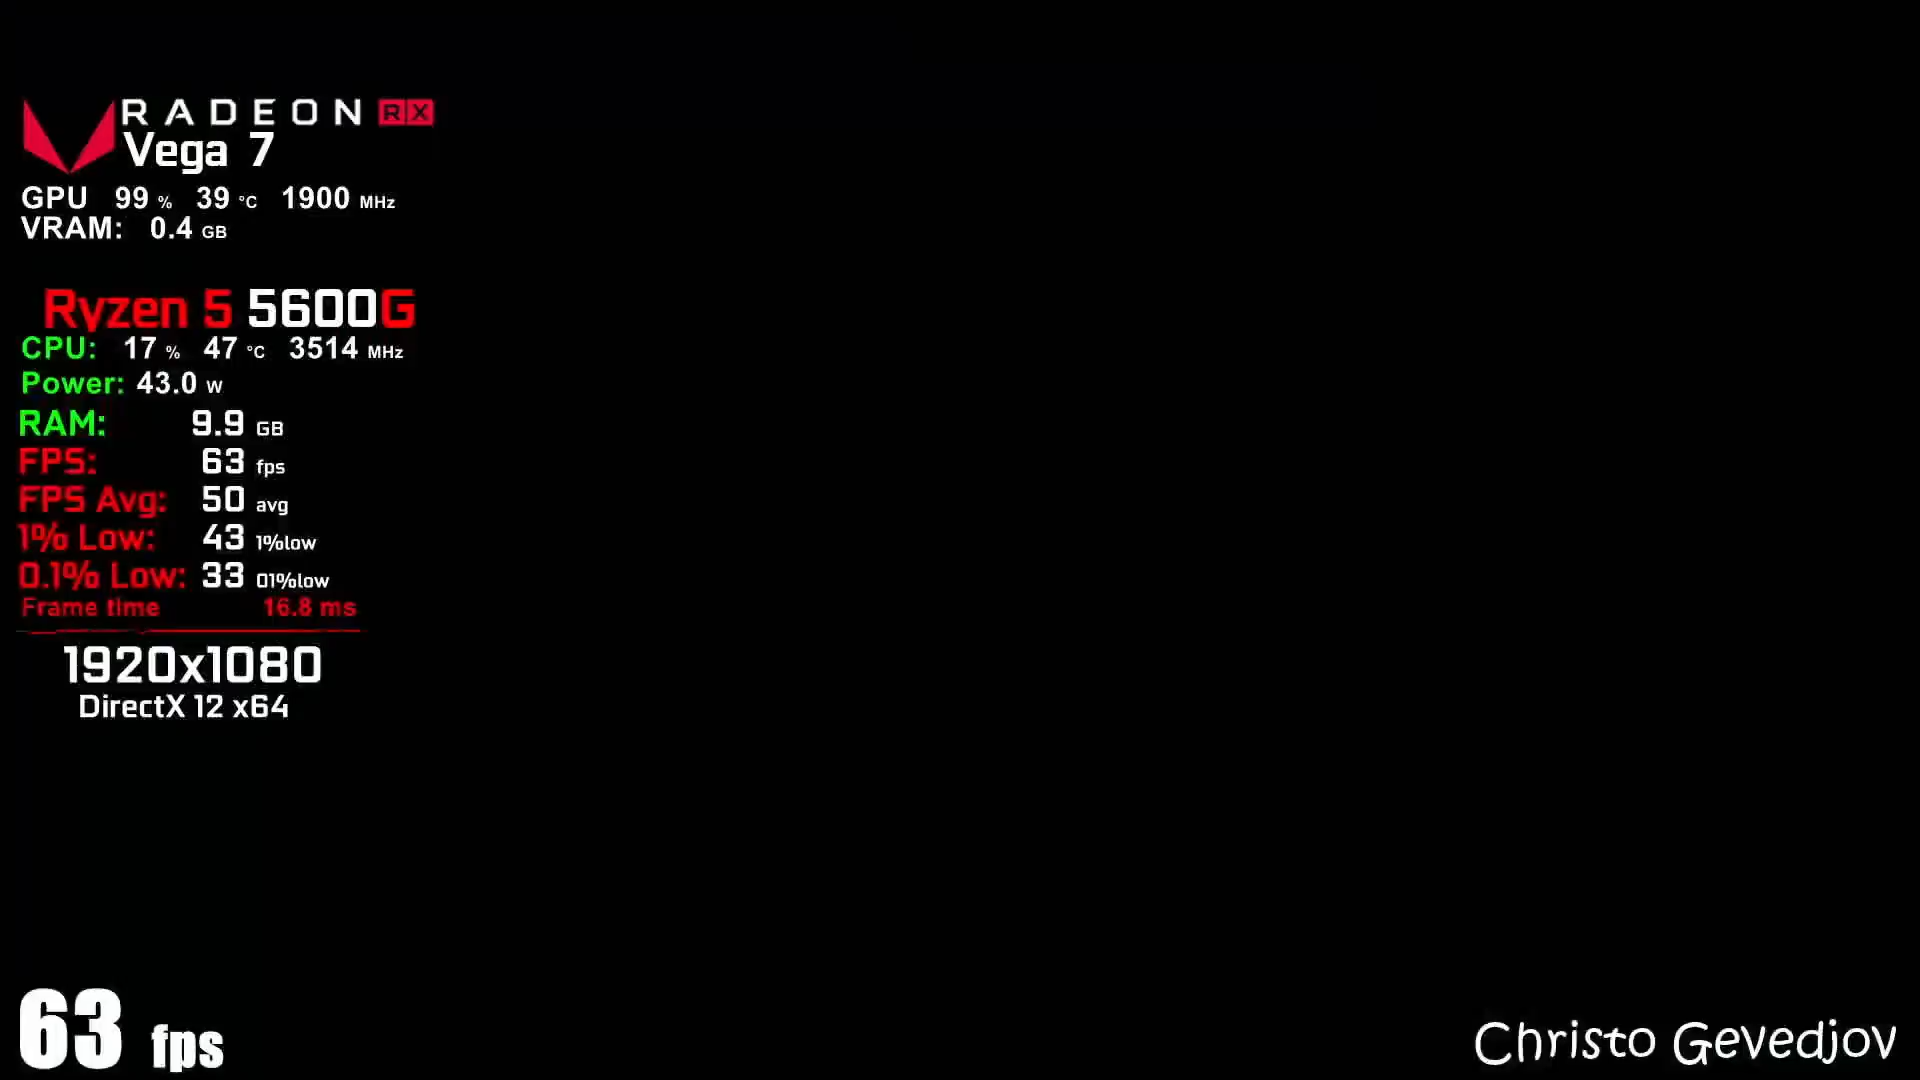 RADEON RX
Vega 7
GPU 99 % 39 °C 1900 MHz
VRAM: 0.4 GB
Ryzen 5 5600G
CPU: 17 % 47 °C 3514 MHz
Power: 43.0 W
RAM: 9.9 GB
FPS: 63 fps
FPS Avg: 50 avg
1% Low: 43 1%low
0.1% Low: 33 01%low
Frame time 16.8 ms
1920x1080
DirectX 12 x64
63 fps
Christo Gevedjov